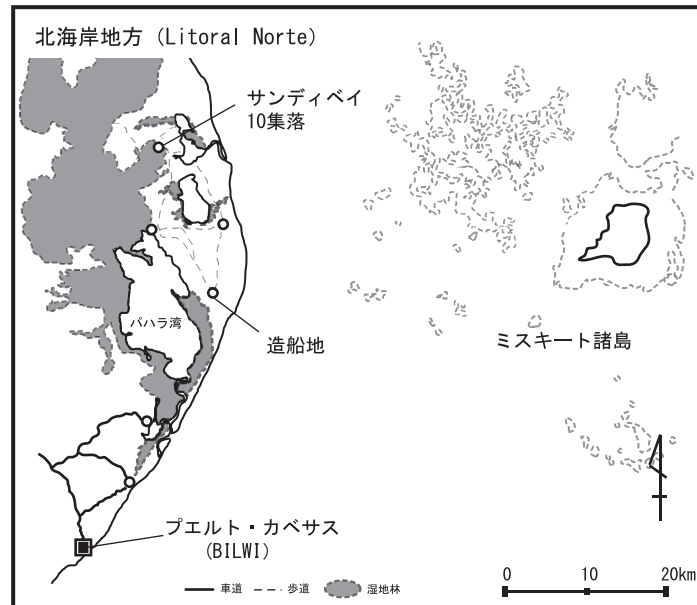 北海岸地方 (Litoral Norte)
サンディベイ
10集落
パハラ湾
造船地
ミスキート諸島
プエルト・カベサス
(BILWI)
車道
歩道
湿地林
0 10 20km